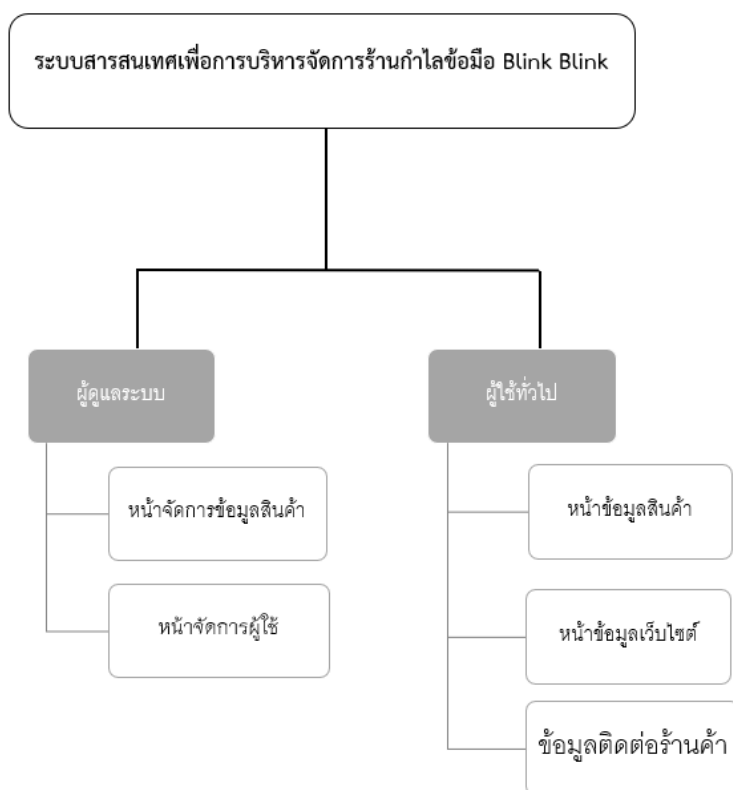 ระบบสารสนเทศเพื่อการบริหารจัดการร้านกำไลข้อมือ Blink Blink
ผู้ดูแลระบบ
หน้าจัดการข้อมูลสินค้า
หน้าจัดการผู้ใช้
ผู้ใช้ทั่วไป
หน้าข้อมูลสินค้า
หน้าข้อมูลเว็บไซต์
ข้อมูลติดต่อร้านค้า